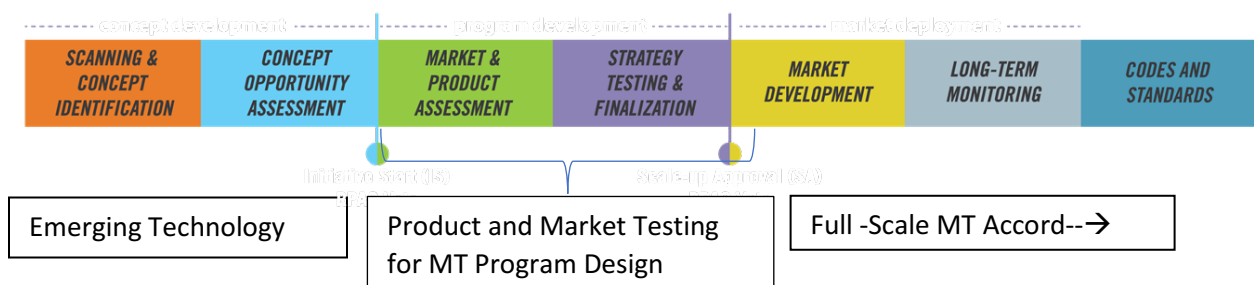 concept development
program development
market deployment
SCANNING &
CONCEPT
IDENTIFICATION
CONCEPT
OPPORTUNITY
ASSESSMENT
MARKET &
PRODUCT
ASSESSMENT
STRATEGY
TESTING &
FINALIZATION
MARKET
DEVELOPMENT
LONG-TERM
MONITORING
CODES AND
STANDARDS
Initiative Start (IS)
Scale-up Approval (SA)
Emerging Technology
Product and Market Testing
for MT Program Design
Full -Scale MT Accord--→